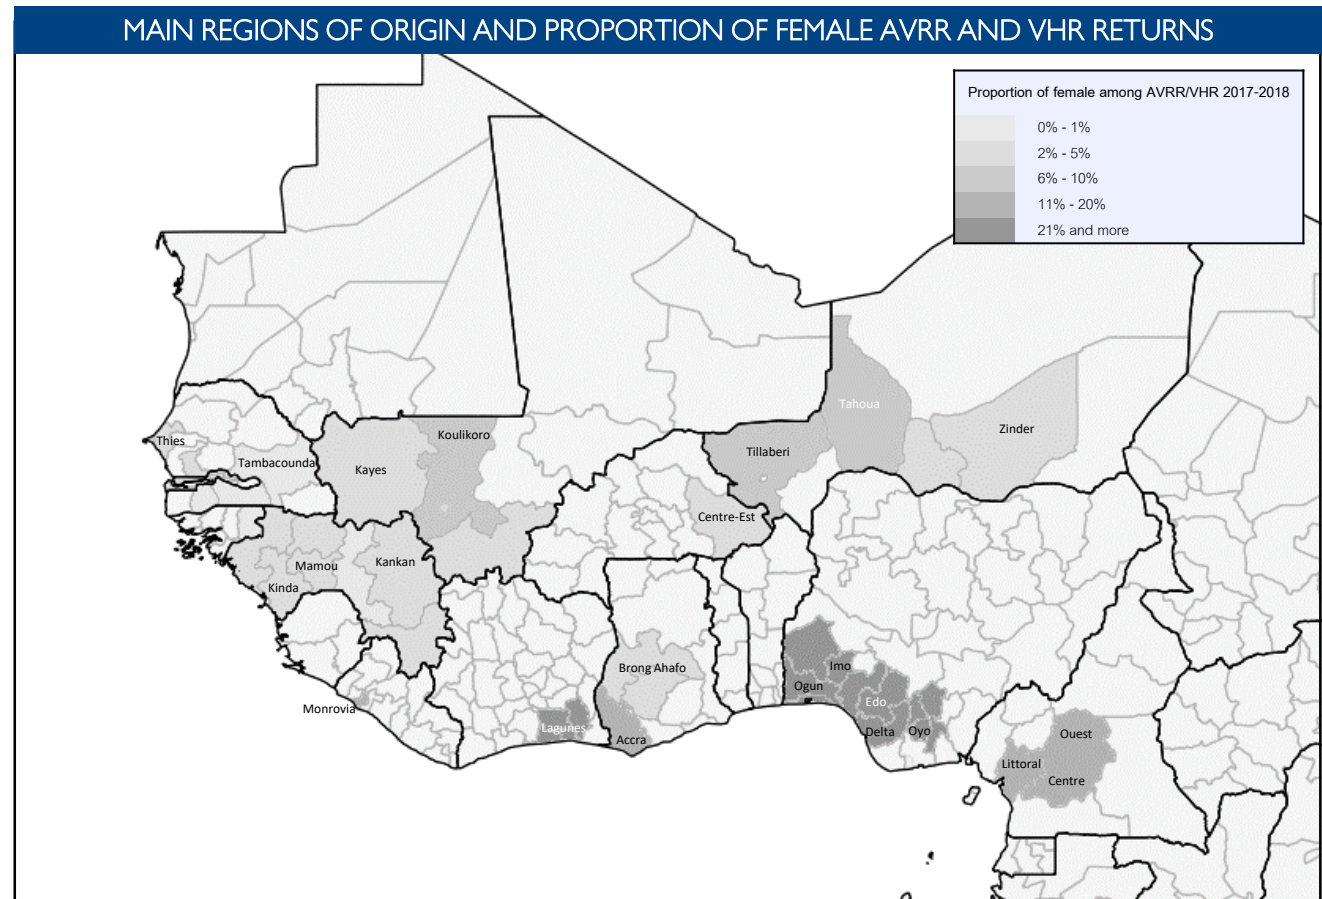 MAIN REGIONS OF ORIGIN AND PROPORTION OF FEMALE AVRR AND VHR RETURNS
Proportion of female among AVRR/VHR 2017-2018
0% - 1%
2% - 5%
6% - 10%
11% - 20%
21% and more
Tahoua
Zinder
Koulikoro
Thies
Tillaberi
Tambacounda
Kayes
Centre-Est
Kankan
Mamou
Kinda
Imo
Brong Ahafo
Ogun
Edo
Monrovia
Lagunes
Delta
Oyo
Ouest
Accra
Littoral
Centre